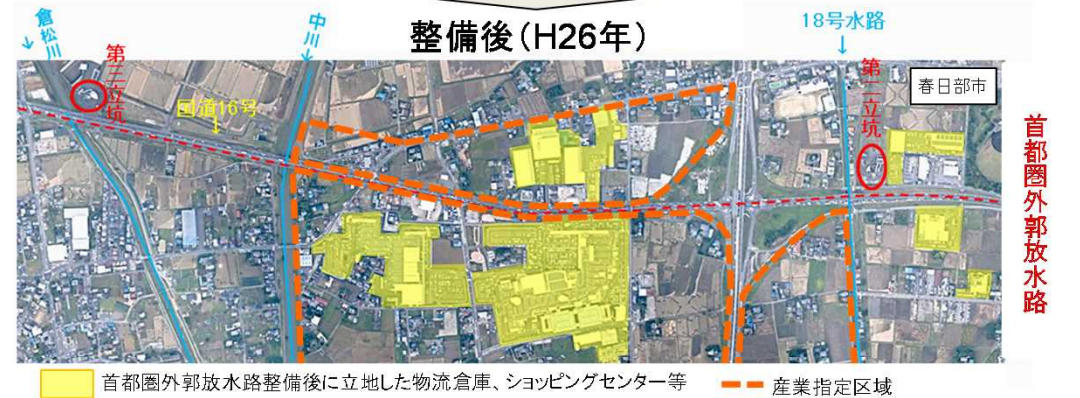 整備後（H26年）
倉松川
中川
18号水路
第三立坑
国道16号
第二立坑
春日部市
首都圏外郭放水路
首都圏外郭放水路整備後に立地した物流倉庫、ショッピングセンター等
産業指定区域